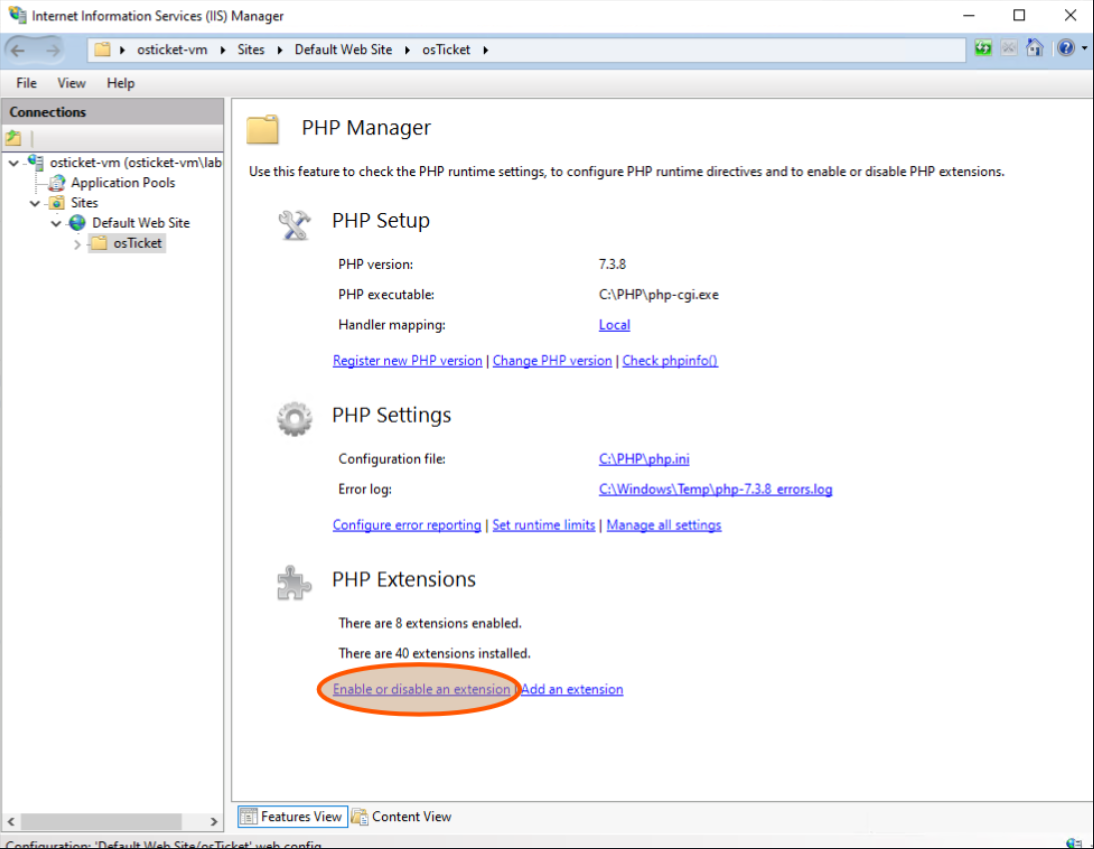 Internet Information Services (IIS) Manager
osticket-vm Sites Default Web Site osTicket
File View Help
Connections
osticket-vm (osticket-vm\lab
Application Pools
Sites
Default Web Site
osTicket
PHP Manager
Use this feature to check the PHP runtime settings, to configure PHP runtime directives and to enable or disable PHP extensions.
PHP Setup
PHP version: 7.3.8
PHP executable: C:\PHP\php-cgi.exe
Handler mapping: Local
Register new PHP version | Change PHP version | Check phpinfo()
PHP Settings
Configuration file: C:\PHP\php.ini
Error log: C:\Windows\Temp\php-7.3.8_errors.log
Configure error reporting | Set runtime limits | Manage all settings
PHP Extensions
There are 8 extensions enabled.
There are 40 extensions installed.
Enable or disable an extension | Add an extension
Features View Content View
Configuration: 'Default Web Site/osTicket' web.config